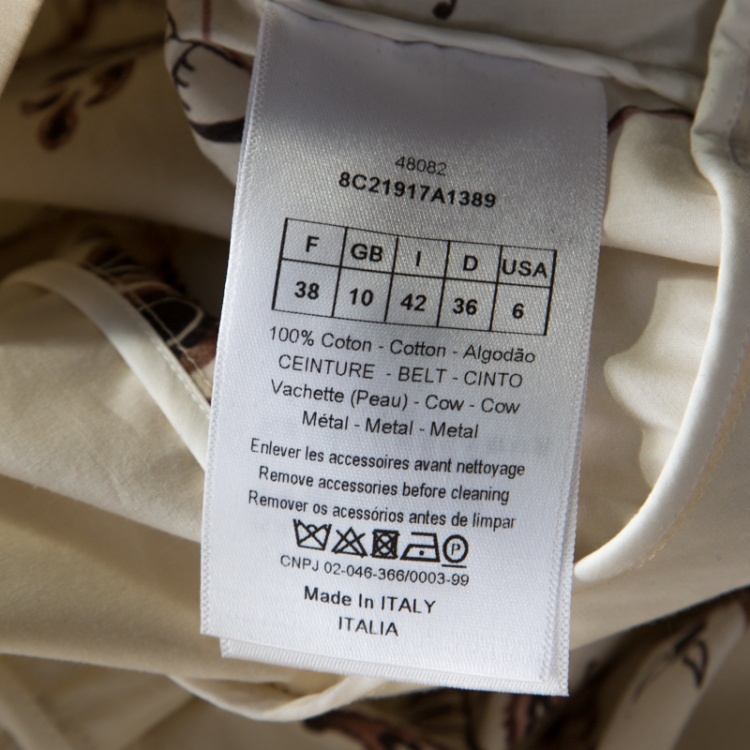 48082
8C21917A1389
F GB I D USA
38 10 42 36 6
100% Coton - Cotton - Algodão
CEINTURE - BELT - CINTO
Vachette (Peau) - Cow - Cow
Métal - Metal - Metal
Enlever les accessoires avant nettoyage
Remove accessories before cleaning
Remover os acessórios antes de limpar
P
CNPJ 02-046-366/0003-99
Made In ITALY
ITALIA